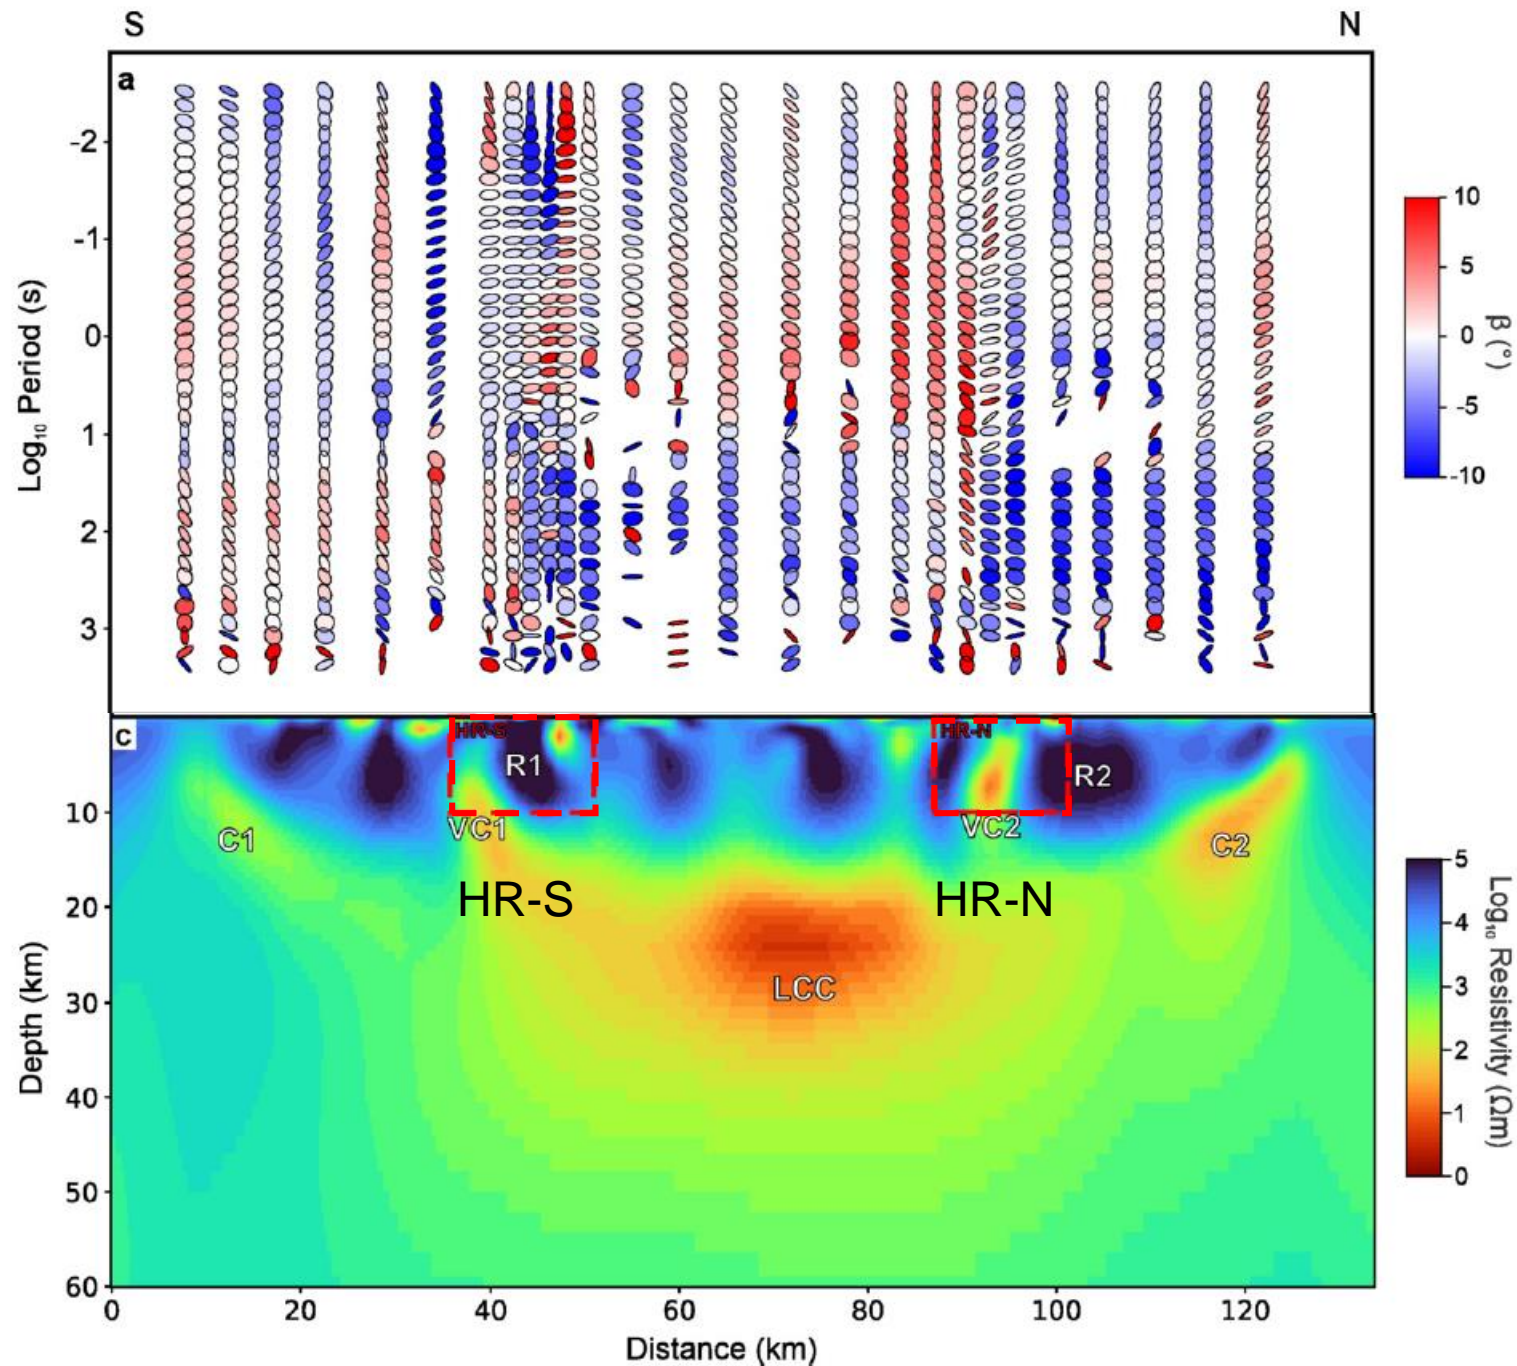 S
N
a
-2
-1
0
1
2
3
Log₁₀ Period (s)
10
5
0
-5
-10
β (°)
c
HR-S
HR-N
R1
R2
VC1
VC2
C1
C2
HR-S
HR-N
LCC
10
20
30
40
50
60
Depth (km)
0
20
40
60
80
100
120
Distance (km)
5
4
3
2
1
0
Log₁₀ Resistivity (Ωm)